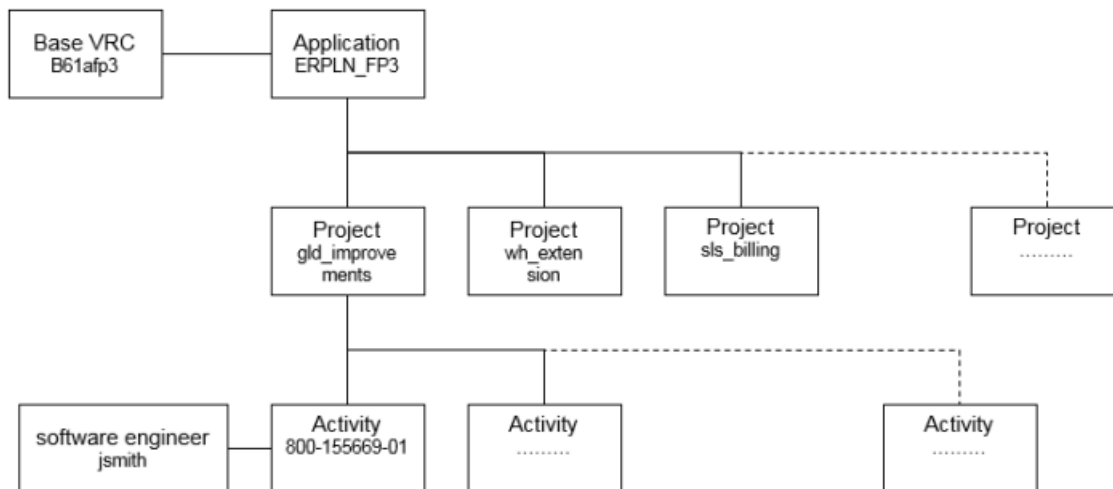 Base VRC
B61afp3
Application
ERPLN_FP3
Project
gld_improve
ments
Project
wh_exten
sion
Project
sls_billing
Project
.........
software engineer
jsmith
Activity
800-155669-01
Activity
.........
Activity
.........